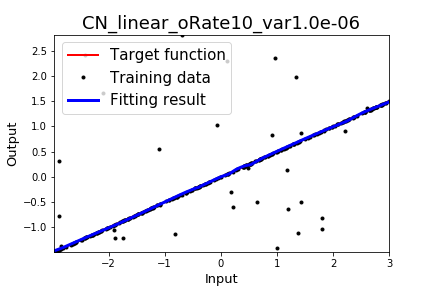 CN_linear_oRate10_var1.0e-06
Target function
Training data
Fitting result
2.5
2.0
1.5
1.0
0.5
0.0
−0.5
−1.0
Output
−2 −1 0 1 2 3
Input